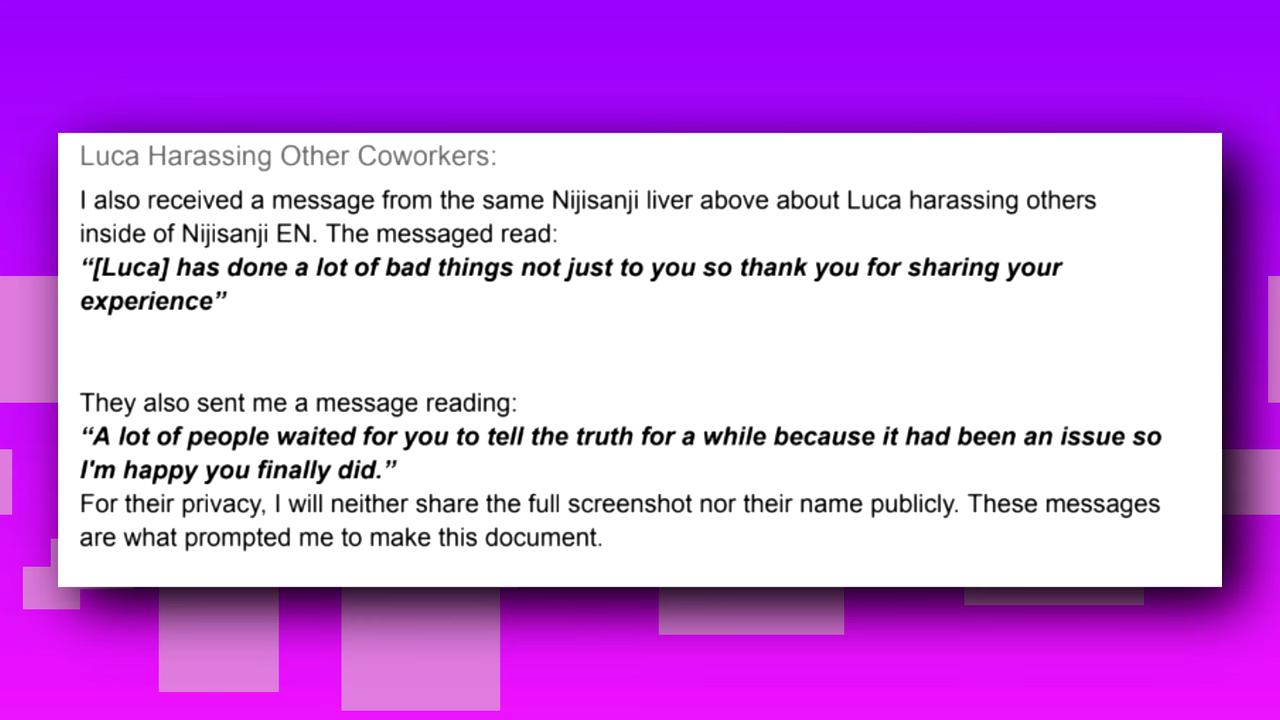 Luca Harassing Other Coworkers:
I also received a message from the same Nijisanji liver above about Luca harassing others
inside of Nijisanji EN. The messaged read:
“[Luca] has done a lot of bad things not just to you so thank you for sharing your
experience”
They also sent me a message reading:
“A lot of people waited for you to tell the truth for a while because it had been an issue so
I'm happy you finally did.”
For their privacy, I will neither share the full screenshot nor their name publicly. These messages
are what prompted me to make this document.